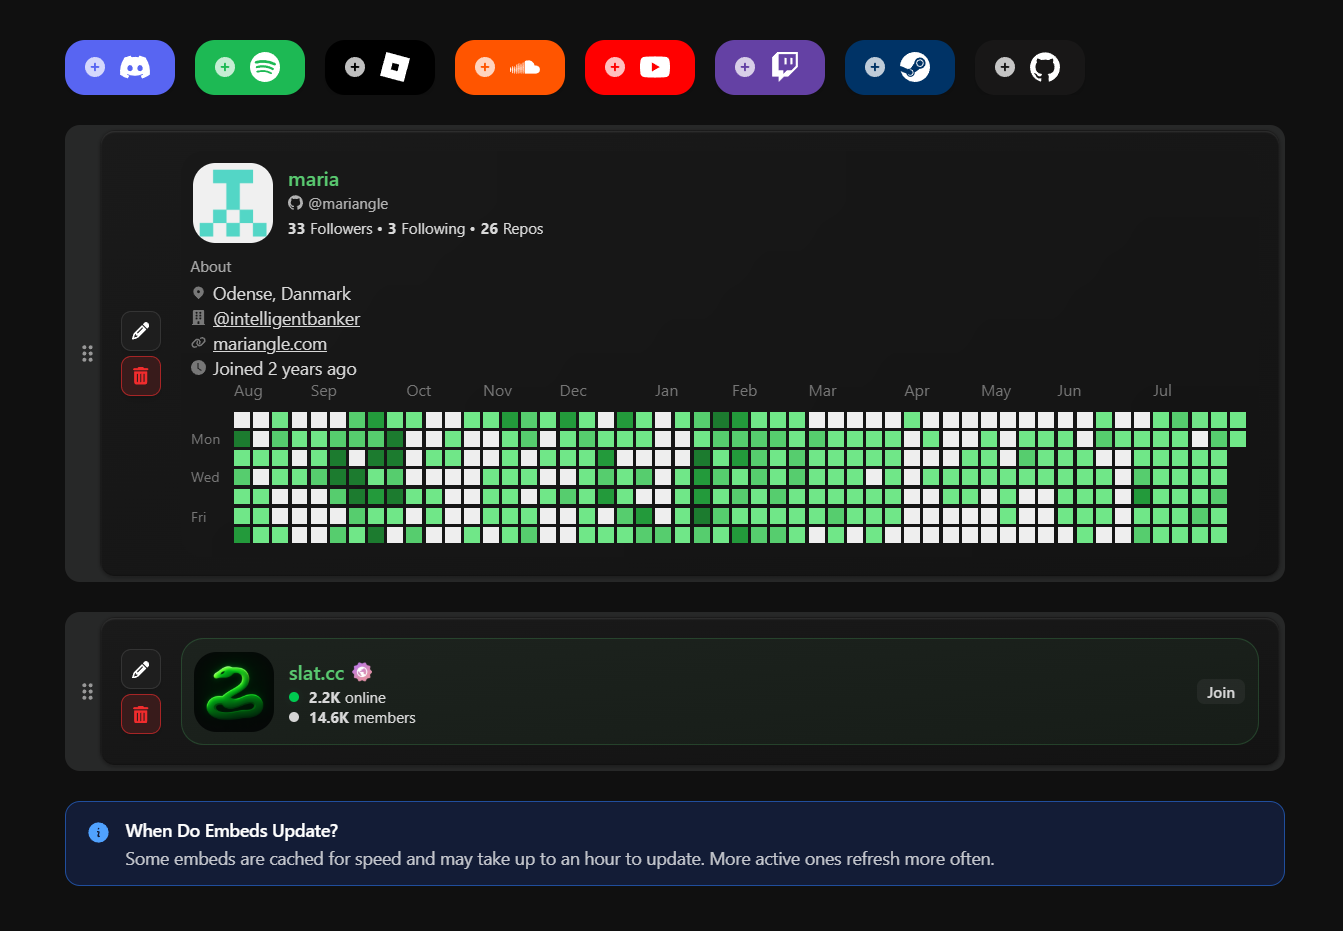 maria
@mariangle
33 Followers • 3 Following • 26 Repos
About
Odense, Danmark
@intelligentbanker
mariangle.com
Joined 2 years ago
Aug Sep Oct Nov Dec Jan Feb Mar Apr May Jun Jul
Mon
Wed
Fri
slat.cc
2.2K online
14.6K members
Join
When Do Embeds Update?
Some embeds are cached for speed and may take up to an hour to update. More active ones refresh more often.